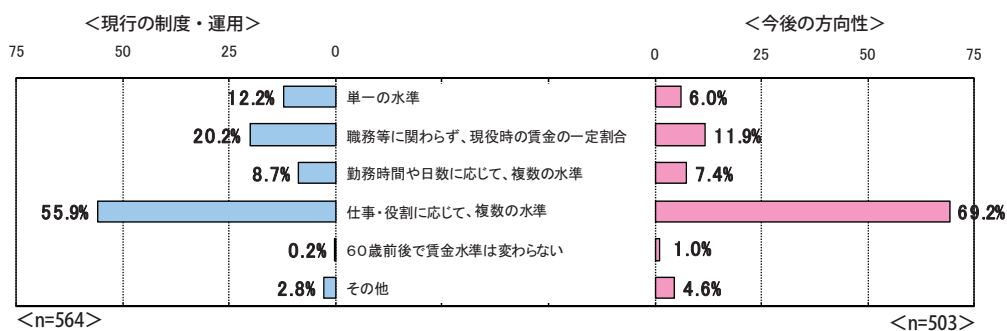 <現行の制度・運用>
<今後の方向性>
75 50 25 0
0 25 50 75
12.2% 単一の水準 6.0%
20.2% 職務等に関わらず、現役時の賃金の一定割合 11.9%
8.7% 勤務時間や日数に応じて、複数の水準 7.4%
55.9% 仕事・役割に応じて、複数の水準 69.2%
0.2% 60歳前後で賃金水準は変わらない 1.0%
2.8% その他 4.6%
<n=564>
<n=503>